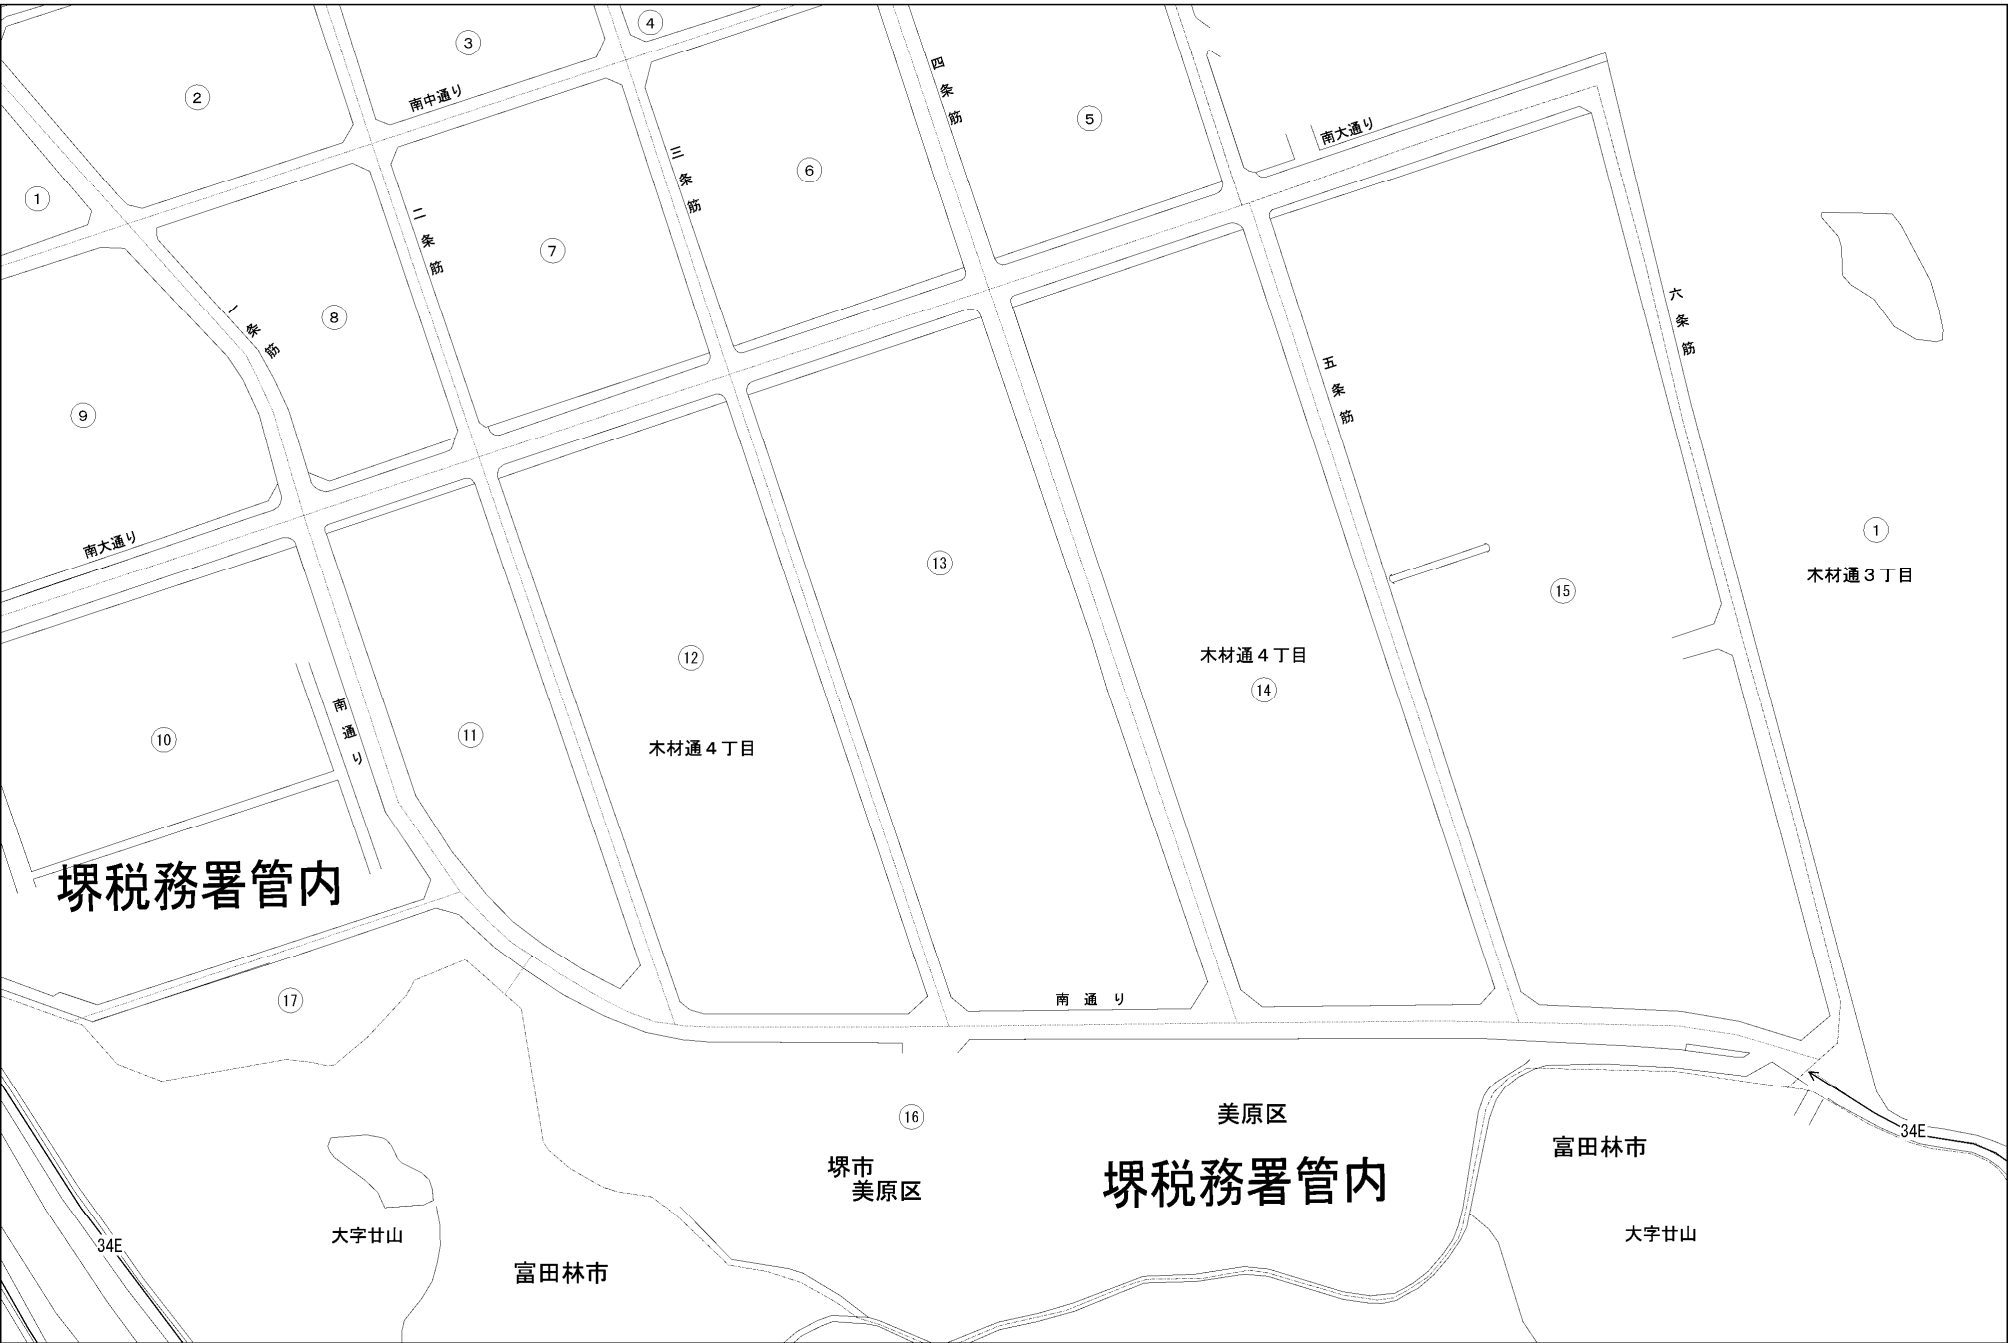 ④
③
②
南中通り
四条筋
⑤
南大通り
①
三条筋
⑥
二条筋
⑦
一条筋
⑧
六条筋
五条筋
⑨
南大通り
⑬
①
木材通３丁目
⑮
⑫
木材通４丁目
⑭
南通り
⑩
⑪
木材通４丁目
堺税務署管内
⑰
南通り
⑯
美原区
34E
富田林市
堺市
美原区
堺税務署管内
大字廿山
34E
大字廿山
富田林市